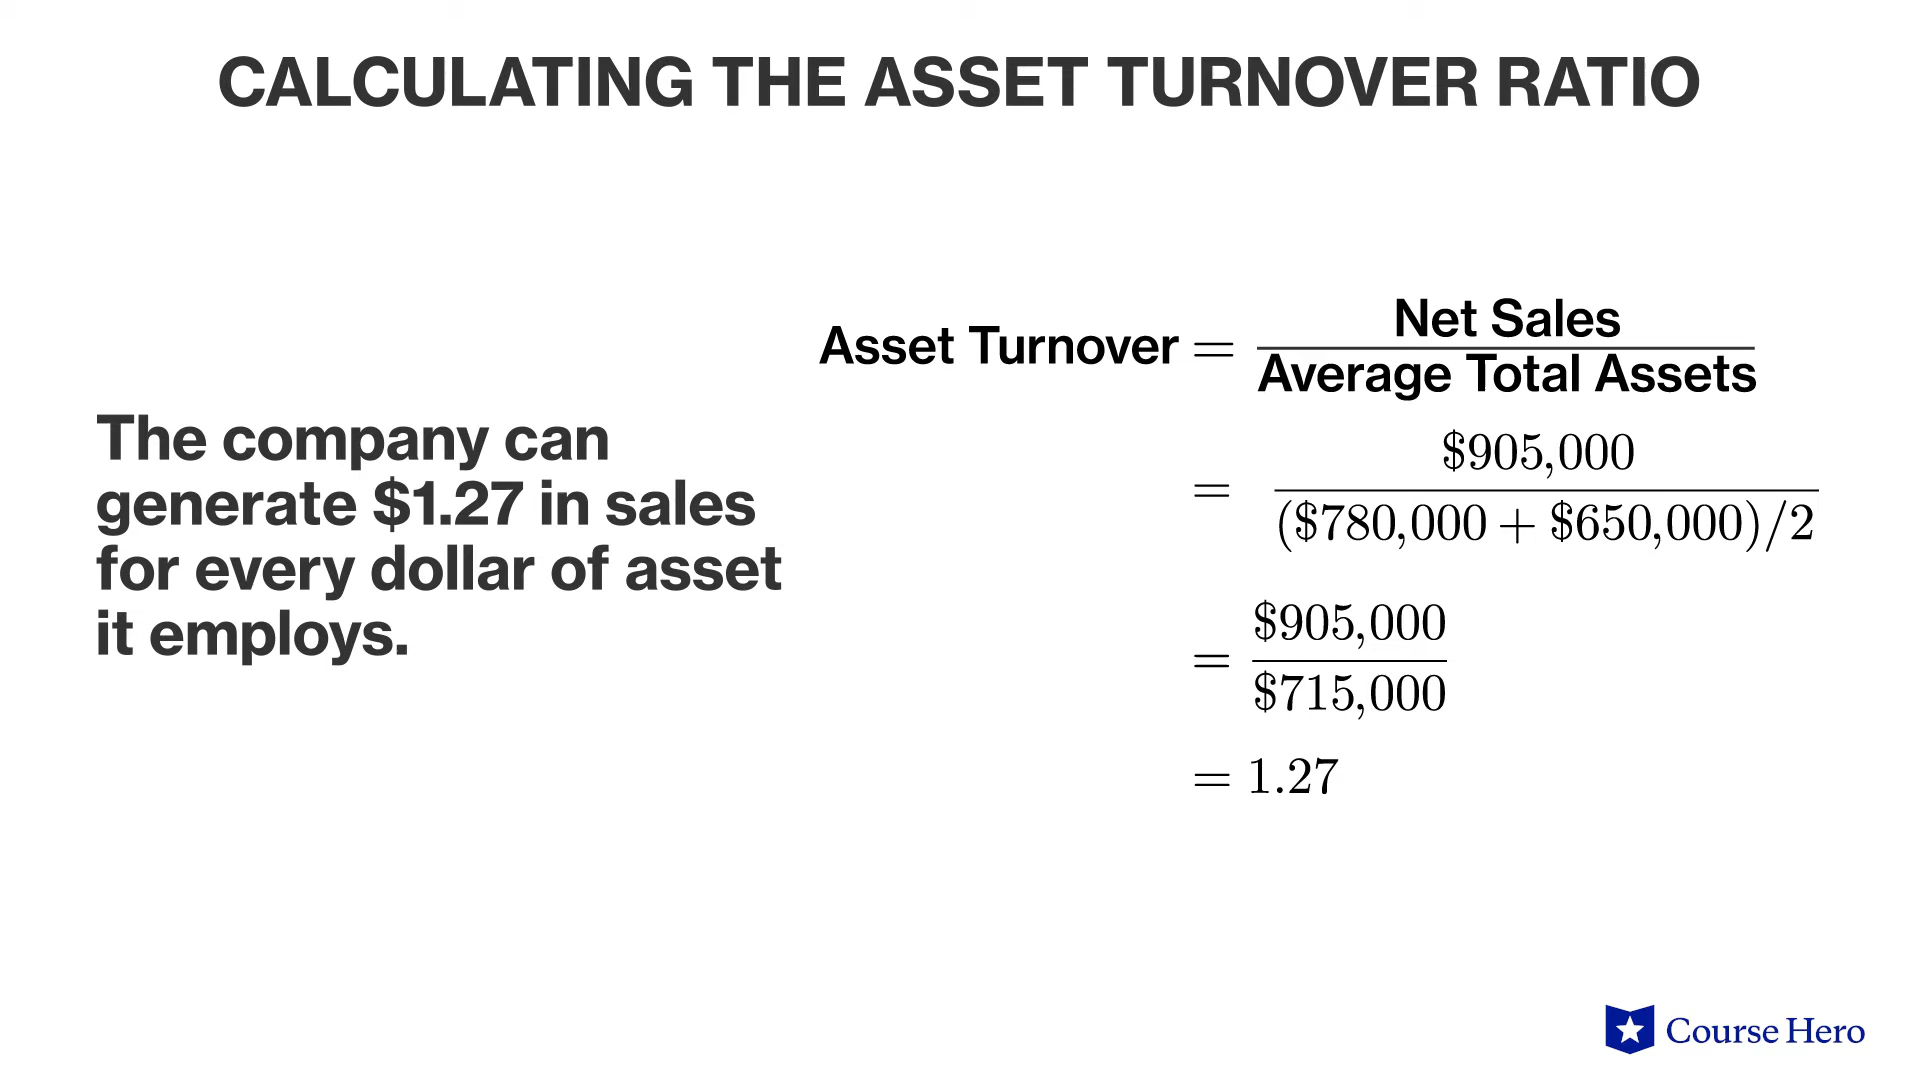 CALCULATING THE ASSET TURNOVER RATIO
The company can
generate $1.27 in sales
for every dollar of asset
it employs.
Asset Turnover = Net Sales
Average Total Assets
= $905,000
($780,000 + $650,000)/2
= $905,000
$715,000
= 1.27
Course Hero